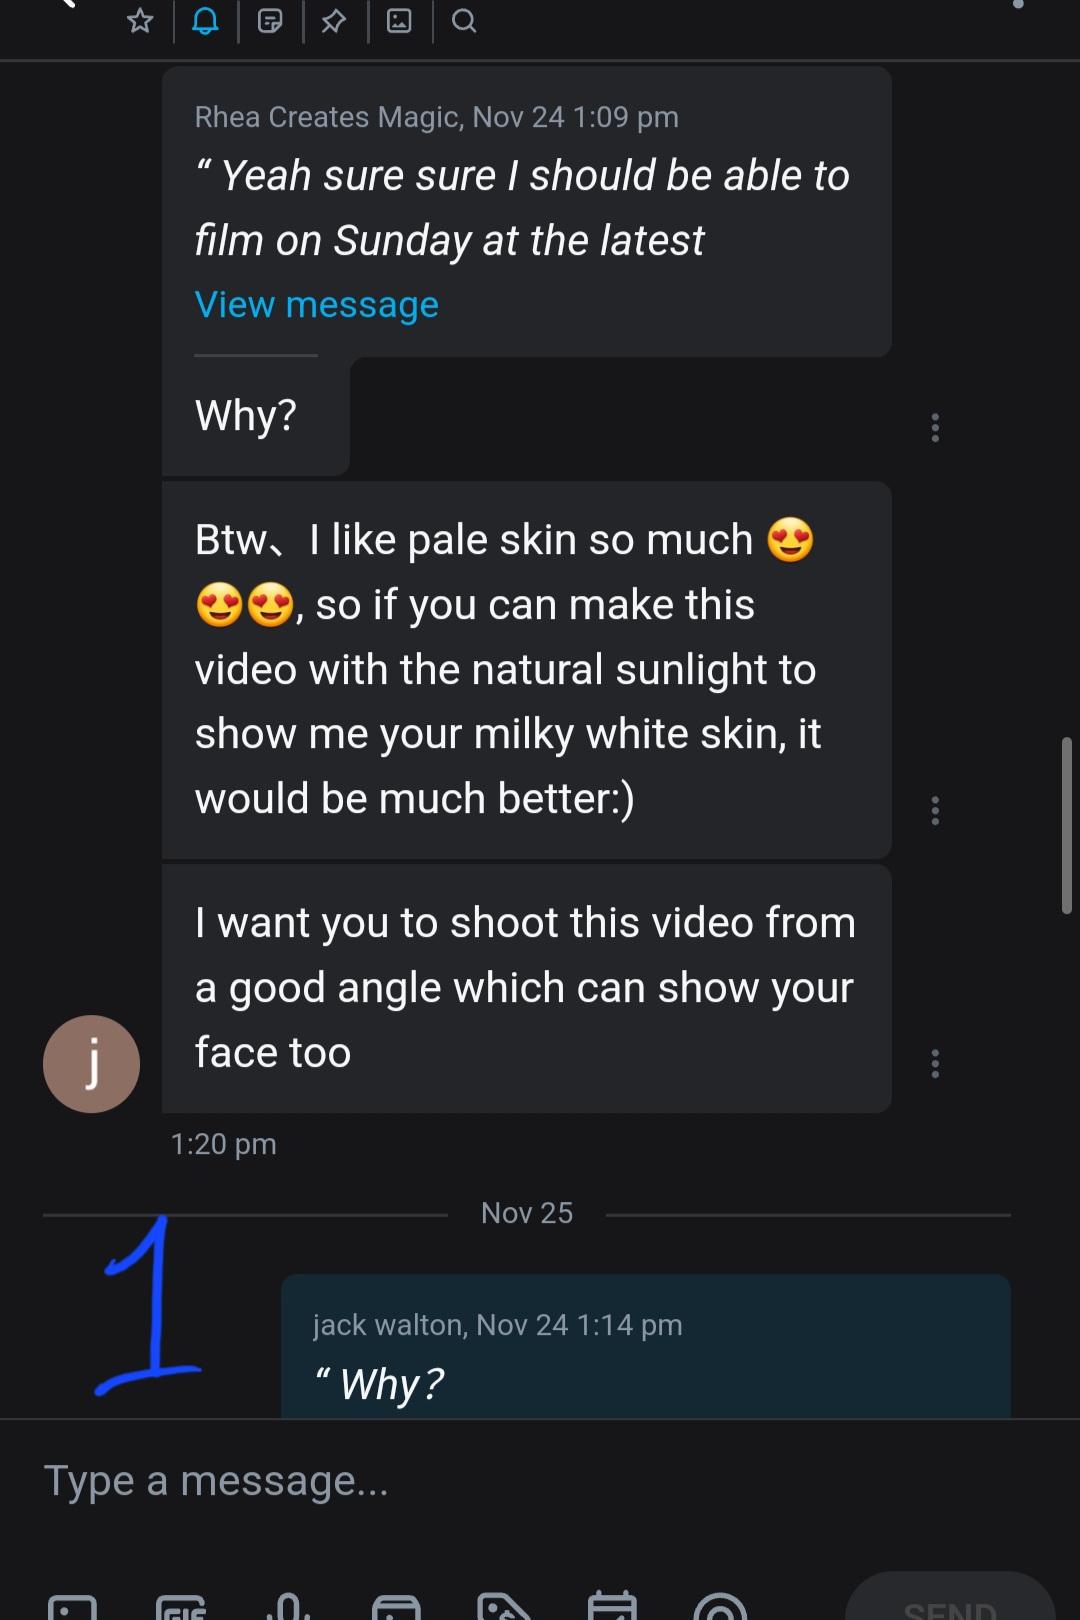 Rhea Creates Magic, Nov 24 1:09 pm
“ Yeah sure sure I should be able to
film on Sunday at the latest
View message
Why?
Btw、 I like pale skin so much 😍
😍😍, so if you can make this
video with the natural sunlight to
show me your milky white skin, it
would be much better:)
I want you to shoot this video from
a good angle which can show your
face too
j
1:20 pm
Nov 25
1
jack walton, Nov 24 1:14 pm
“ Why?
Type a message...
GIF
SEND